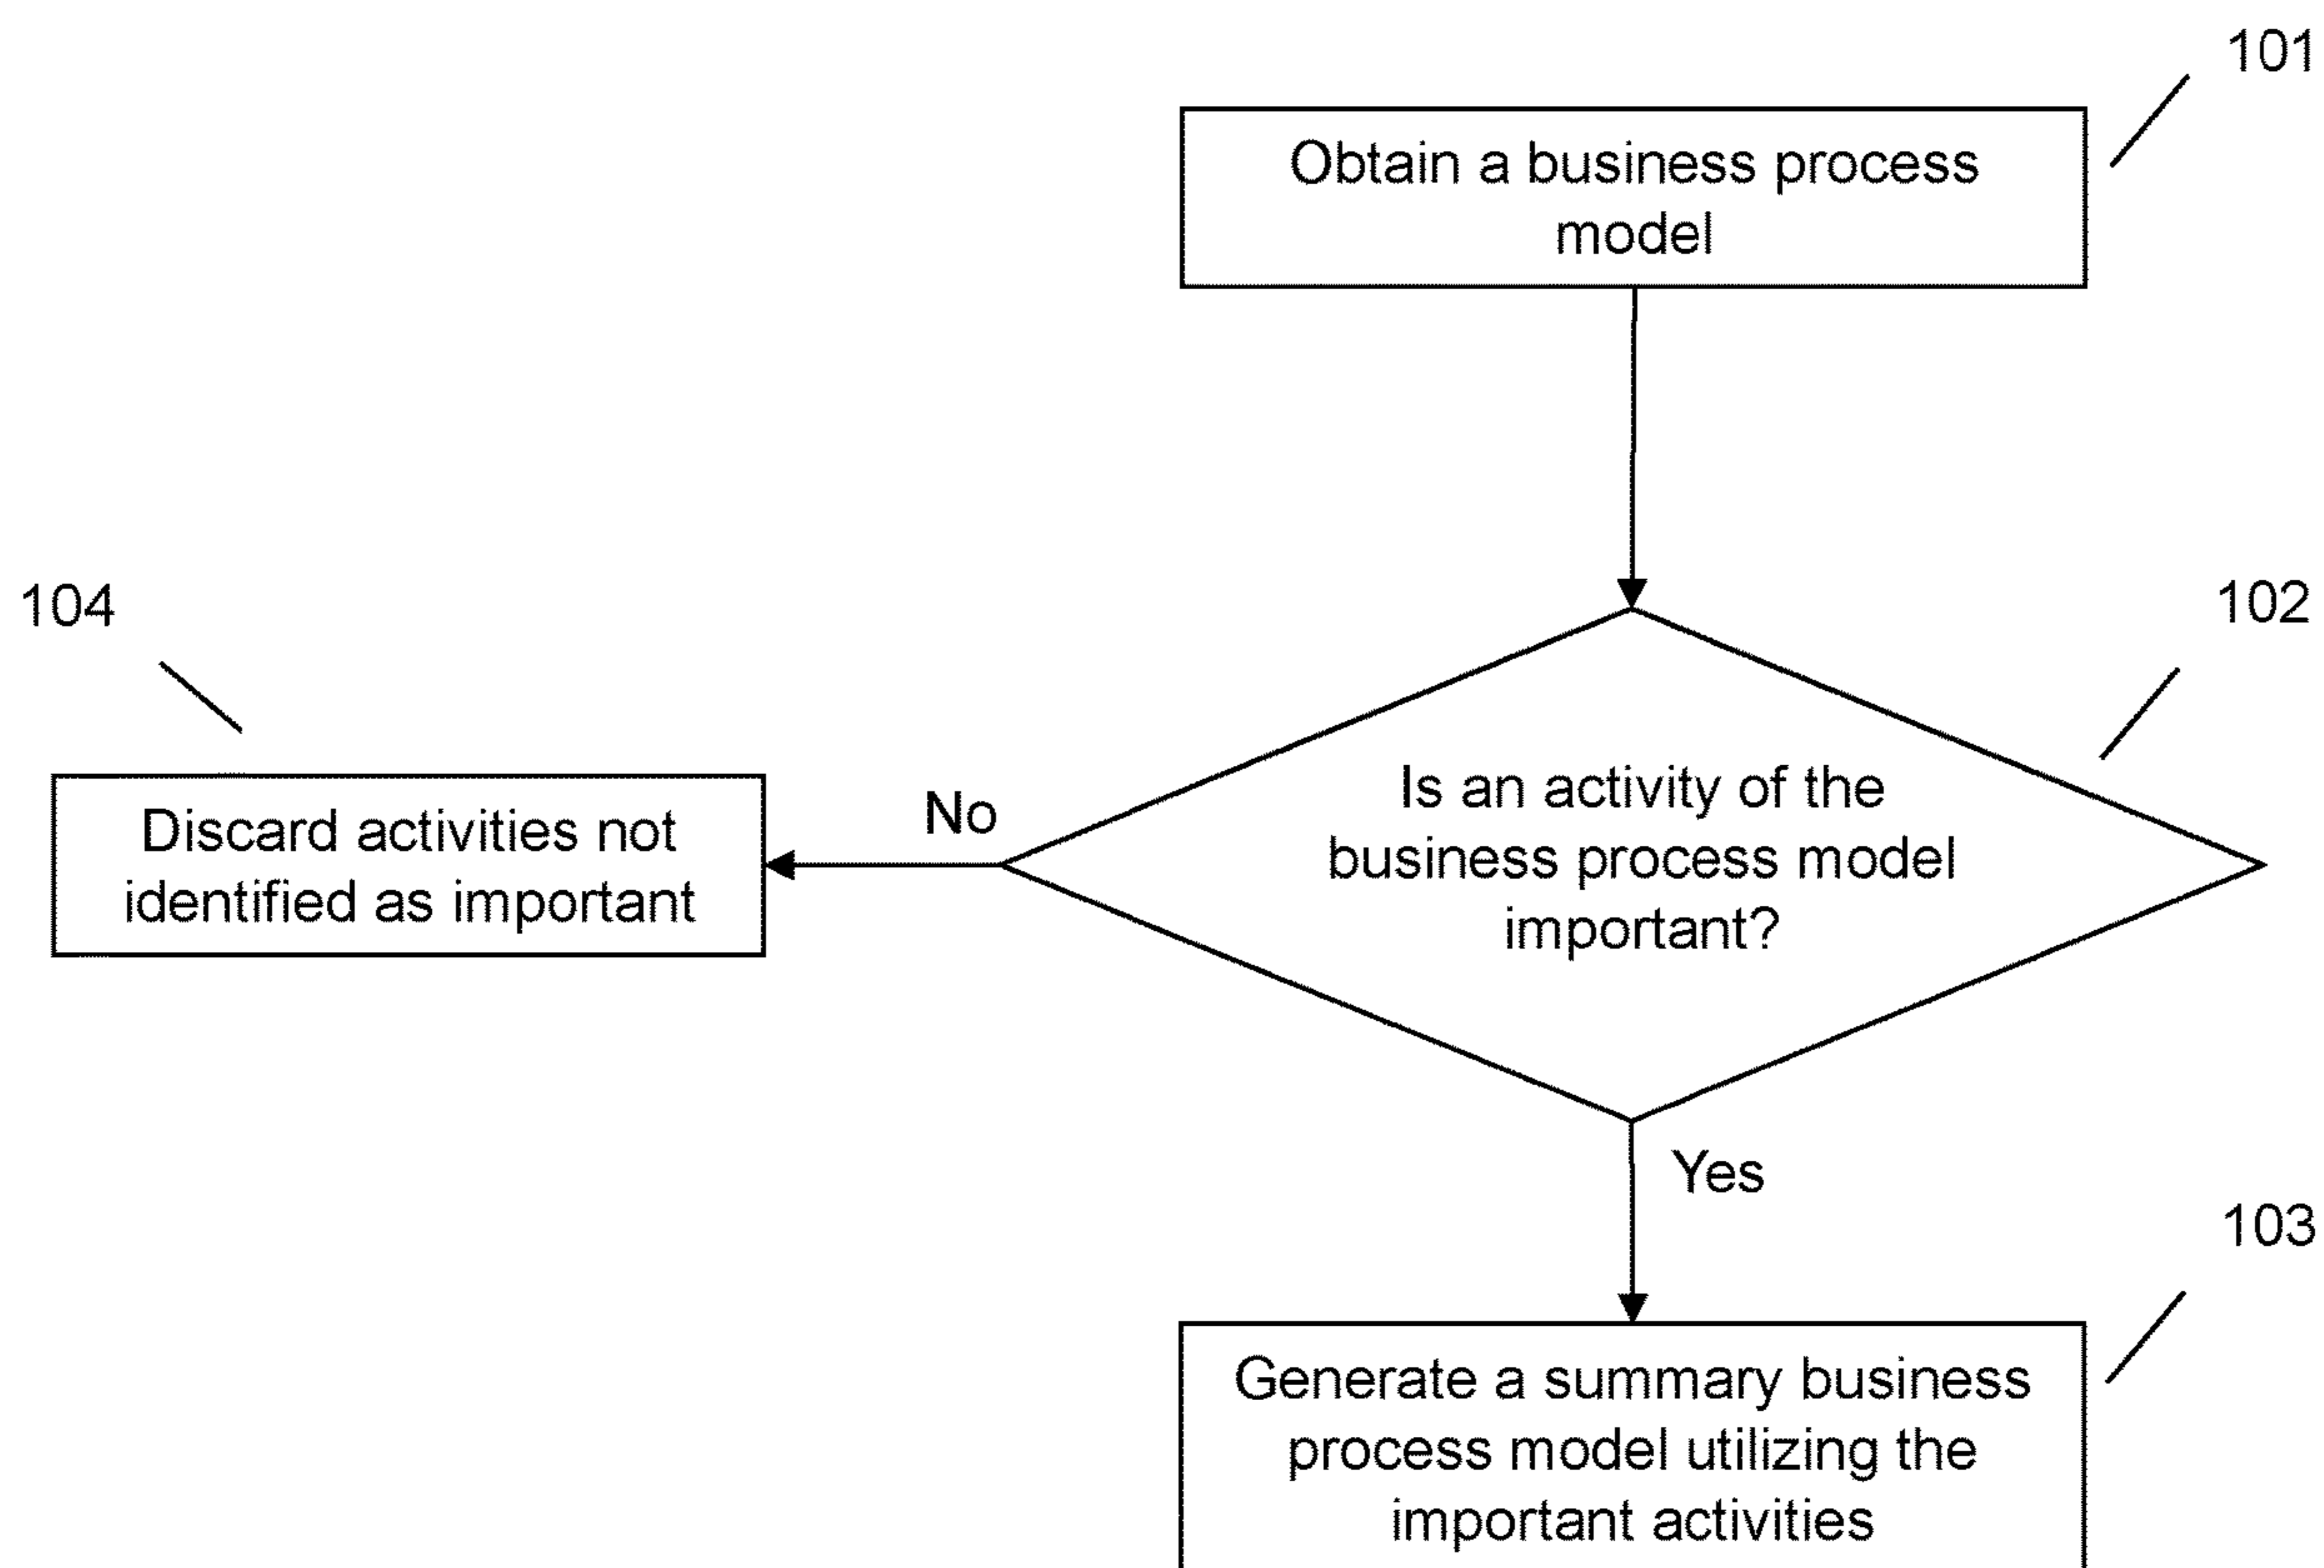 101
Obtain a business process
model
104
102
Is an activity of the
business process model
important?
No
Discard activities not
identified as important
Yes
103
Generate a summary business
process model utilizing the
important activities